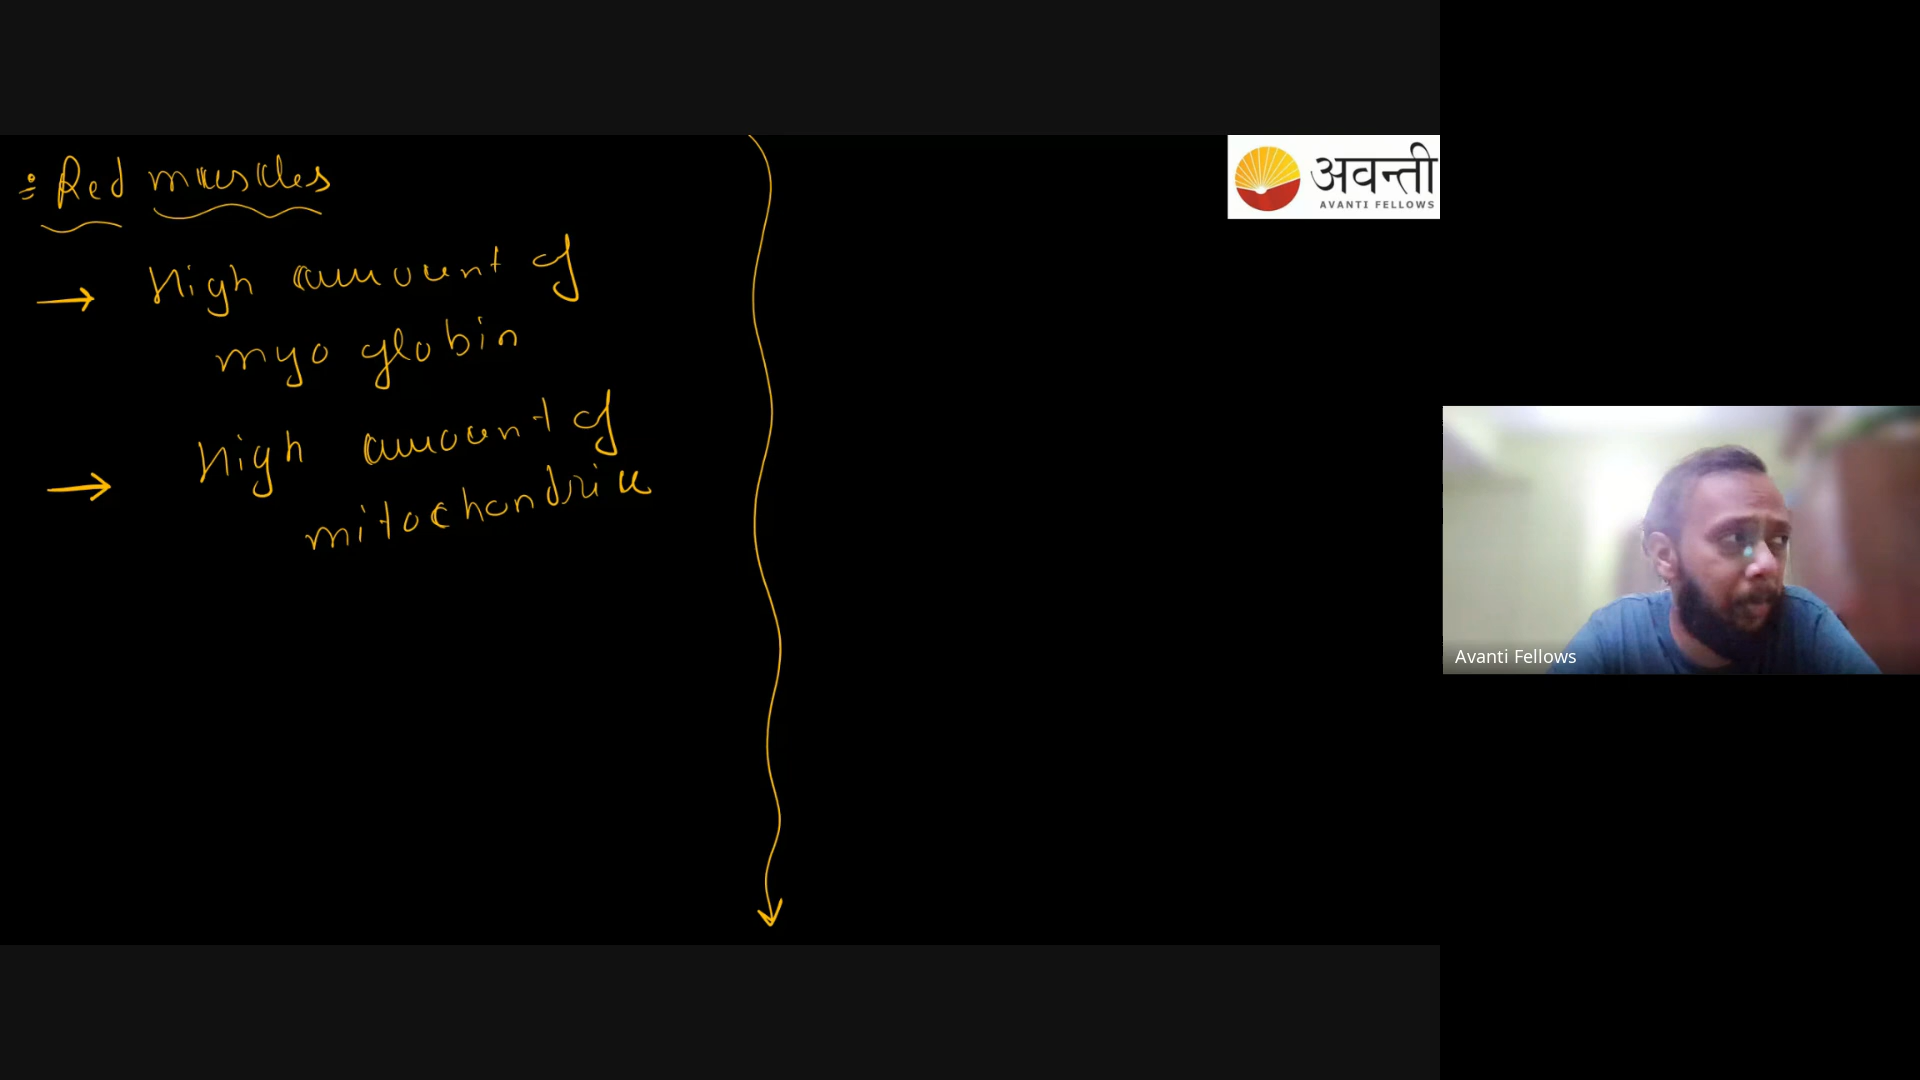 Red muscles
→ High amount of
myo globin
→ High amount of
mitochondria
अवन्ती
AVANTI FELLOWS
Avanti Fellows